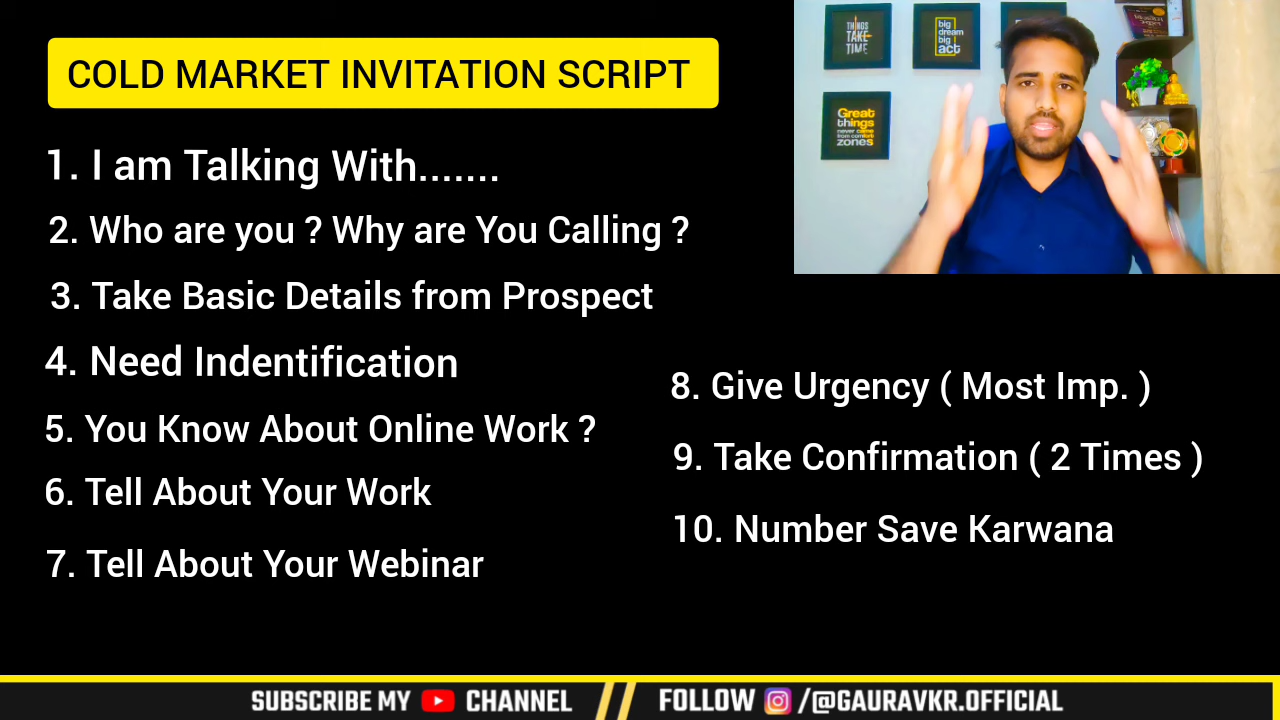 COLD MARKET INVITATION SCRIPT
1. I am Talking With.......
2. Who are you ? Why are You Calling ?
3. Take Basic Details from Prospect
4. Need Indentification
5. You Know About Online Work ?
6. Tell About Your Work
7. Tell About Your Webinar
8. Give Urgency ( Most Imp. )
9. Take Confirmation ( 2 Times )
10. Number Save Karwana
THINGS
TAKE
TIME
big
dream
big
act
Great
things
never came
from comfort
zones
SUBSCRIBE MY CHANNEL // FOLLOW /@GAURAVKR.OFFICIAL